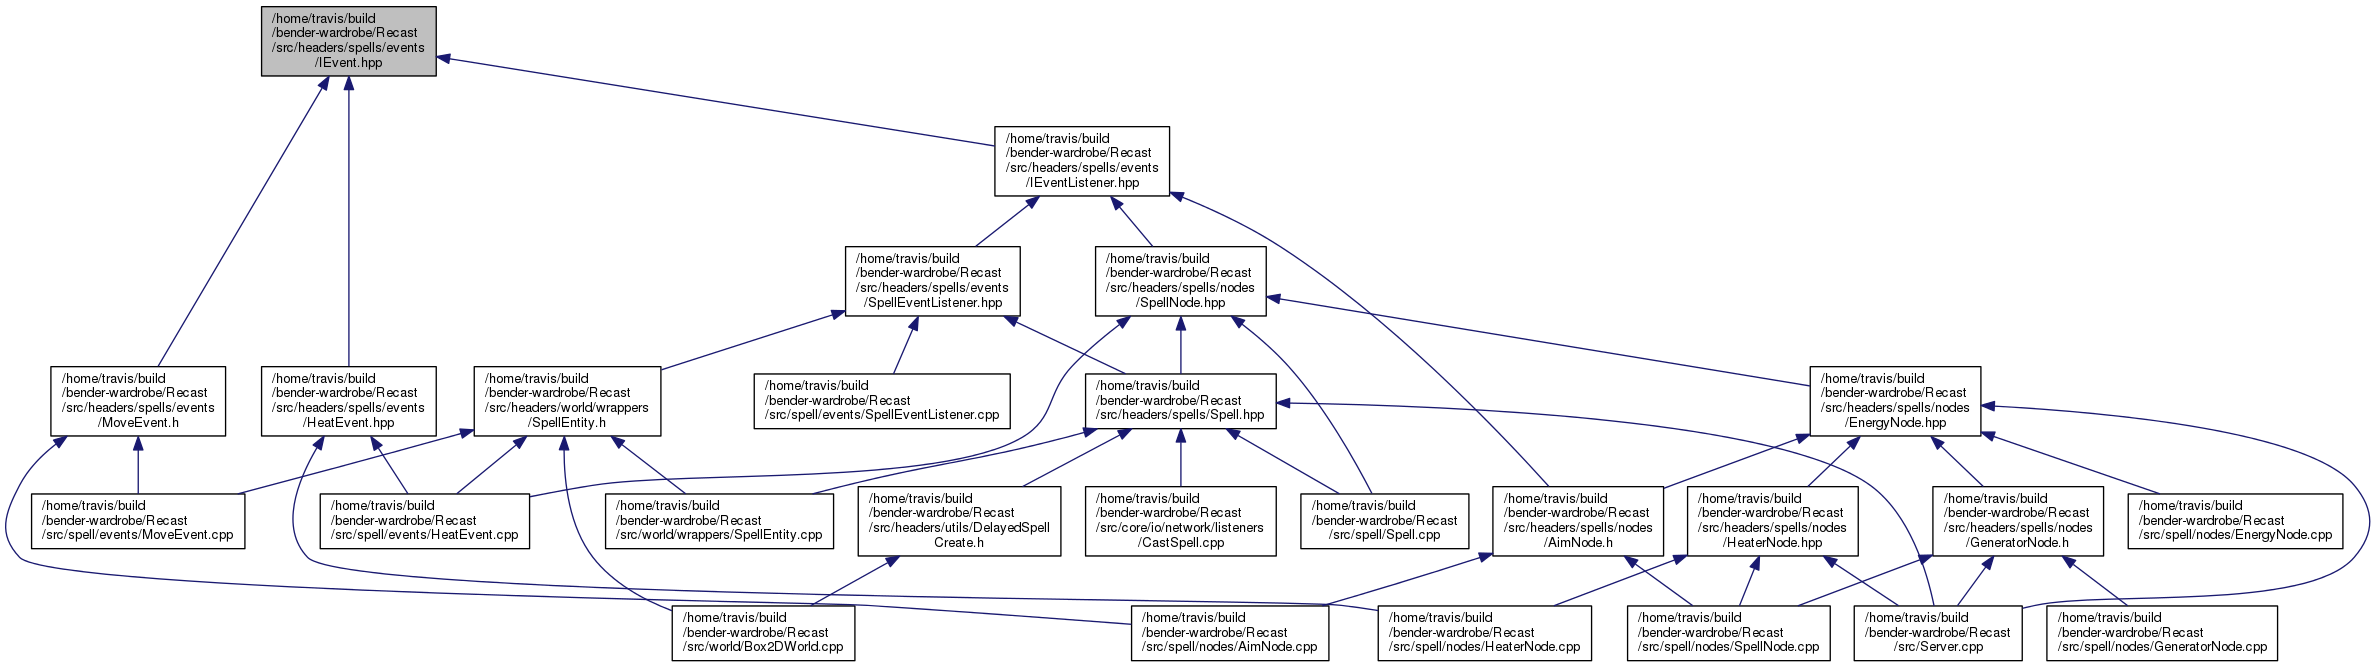 /home/travis/build
/bender-wardrobe/Recast
/src/headers/spells/events
/IEvent.hpp
/home/travis/build
/bender-wardrobe/Recast
/src/headers/spells/events
/IEventListener.hpp
/home/travis/build
/bender-wardrobe/Recast
/src/headers/spells/events
/SpellEventListener.hpp
/home/travis/build
/bender-wardrobe/Recast
/src/headers/spells/nodes
/SpellNode.hpp
/home/travis/build
/bender-wardrobe/Recast
/src/headers/spells/events
/MoveEvent.h
/home/travis/build
/bender-wardrobe/Recast
/src/headers/spells/events
/HeatEvent.hpp
/home/travis/build
/bender-wardrobe/Recast
/src/headers/world/wrappers
/SpellEntity.h
/home/travis/build
/bender-wardrobe/Recast
/src/spell/events/SpellEventListener.cpp
/home/travis/build
/bender-wardrobe/Recast
/src/headers/spells/Spell.hpp
/home/travis/build
/bender-wardrobe/Recast
/src/headers/spells/nodes
/EnergyNode.hpp
/home/travis/build
/bender-wardrobe/Recast
/src/spell/events/MoveEvent.cpp
/home/travis/build
/bender-wardrobe/Recast
/src/spell/events/HeatEvent.cpp
/home/travis/build
/bender-wardrobe/Recast
/src/world/wrappers/SpellEntity.cpp
/home/travis/build
/bender-wardrobe/Recast
/src/headers/utils/DelayedSpell
Create.h
/home/travis/build
/bender-wardrobe/Recast
/src/core/io/network/listeners
/CastSpell.cpp
/home/travis/build
/bender-wardrobe/Recast
/src/spell/Spell.cpp
/home/travis/build
/bender-wardrobe/Recast
/src/headers/spells/nodes
/AimNode.h
/home/travis/build
/bender-wardrobe/Recast
/src/headers/spells/nodes
/HeaterNode.hpp
/home/travis/build
/bender-wardrobe/Recast
/src/headers/spells/nodes
/GeneratorNode.h
/home/travis/build
/bender-wardrobe/Recast
/src/spell/nodes/EnergyNode.cpp
/home/travis/build
/bender-wardrobe/Recast
/src/world/Box2DWorld.cpp
/home/travis/build
/bender-wardrobe/Recast
/src/spell/nodes/AimNode.cpp
/home/travis/build
/bender-wardrobe/Recast
/src/spell/nodes/HeaterNode.cpp
/home/travis/build
/bender-wardrobe/Recast
/src/spell/nodes/SpellNode.cpp
/home/travis/build
/bender-wardrobe/Recast
/src/Server.cpp
/home/travis/build
/bender-wardrobe/Recast
/src/spell/nodes/GeneratorNode.cpp